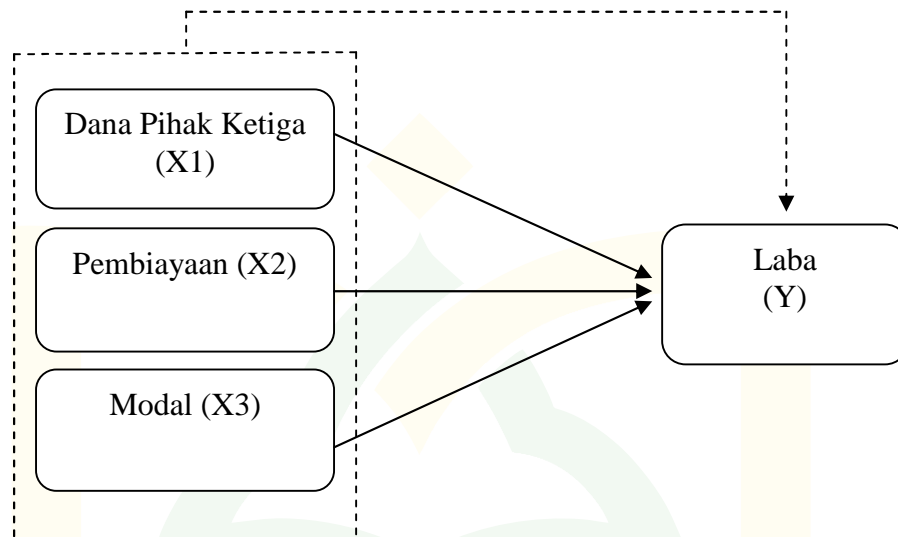 Dana Pihak Ketiga
(X1)
Pembiayaan (X2)
Modal (X3)
Laba
(Y)